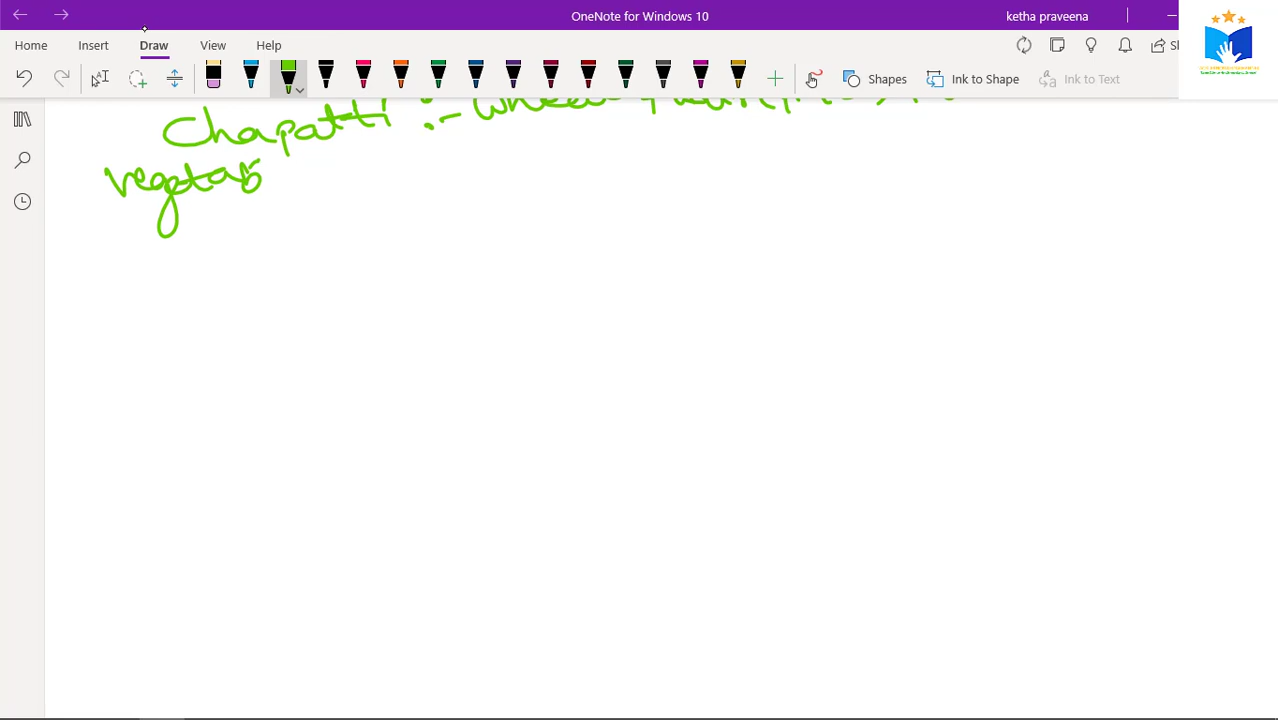 OneNote for Windows 10
ketha praveena
Home Insert Draw View Help
Shapes Ink to Shape Ink to Text
Chapatti :-
vegetab